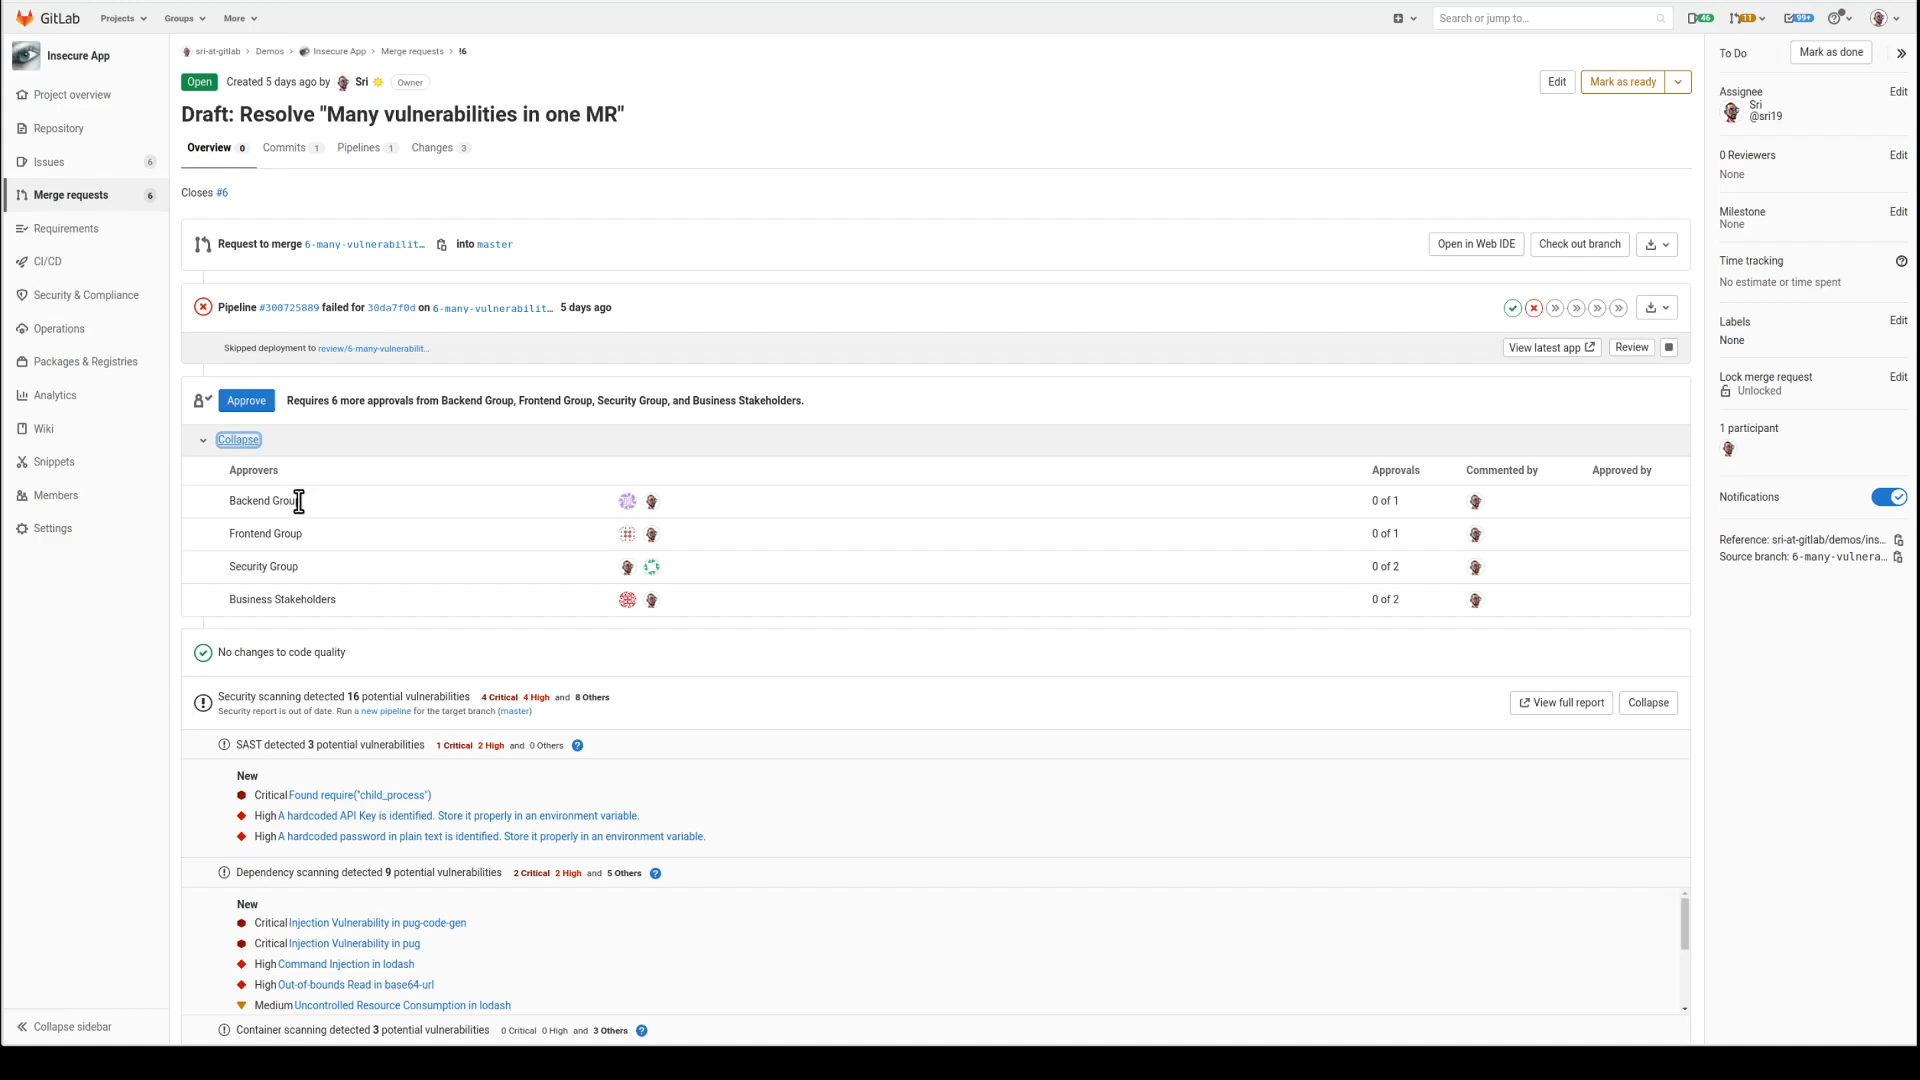 GitLab Projects Groups More Search or jump to... 46 11 99+
Insecure App
Project overview
Repository
Issues 6
Merge requests 6
Requirements
CI/CD
Security & Compliance
Operations
Packages & Registries
Analytics
Wiki
Snippets
Members
Settings
Collapse sidebar
sri-at-gitlab > Demos > Insecure App > Merge requests > !6
Open Created 5 days ago by Sri Owner Edit Mark as ready
Draft: Resolve "Many vulnerabilities in one MR"
Overview 0 Commits 1 Pipelines 1 Changes 3
Closes #6
Request to merge 6-many-vulnerabilit… into master Open in Web IDE Check out branch
Pipeline #300725889 failed for 30da7f0d on 6-many-vulnerabilit… 5 days ago
Skipped deployment to review/6-many-vulnerabilit… View latest app Review
Approve Requires 6 more approvals from Backend Group, Frontend Group, Security Group, and Business Stakeholders.
Collapse
Approvers Approvals Commented by Approved by
Backend Group 0 of 1
Frontend Group 0 of 1
Security Group 0 of 2
Business Stakeholders 0 of 2
No changes to code quality
Security scanning detected 16 potential vulnerabilities 4 Critical 4 High and 8 Others View full report Collapse
Security report is out of date. Run a new pipeline for the target branch (master)
SAST detected 3 potential vulnerabilities 1 Critical 2 High and 0 Others
New
Critical Found require("child_process")
High A hardcoded API Key is identified. Store it properly in an environment variable.
High A hardcoded password in plain text is identified. Store it properly in an environment variable.
Dependency scanning detected 9 potential vulnerabilities 2 Critical 2 High and 5 Others
New
Critical Injection Vulnerability in pug-code-gen
Critical Injection Vulnerability in pug
High Command Injection in lodash
High Out-of-bounds Read in base64-url
Medium Uncontrolled Resource Consumption in lodash
Container scanning detected 3 potential vulnerabilities 0 Critical 0 High and 3 Others
To Do Mark as done
Assignee Edit
Sri
@sri19
0 Reviewers Edit
None
Milestone Edit
None
Time tracking
No estimate or time spent
Labels Edit
None
Lock merge request Edit
Unlocked
1 participant
Notifications
Reference: sri-at-gitlab/demos/ins…
Source branch: 6-many-vulnera…